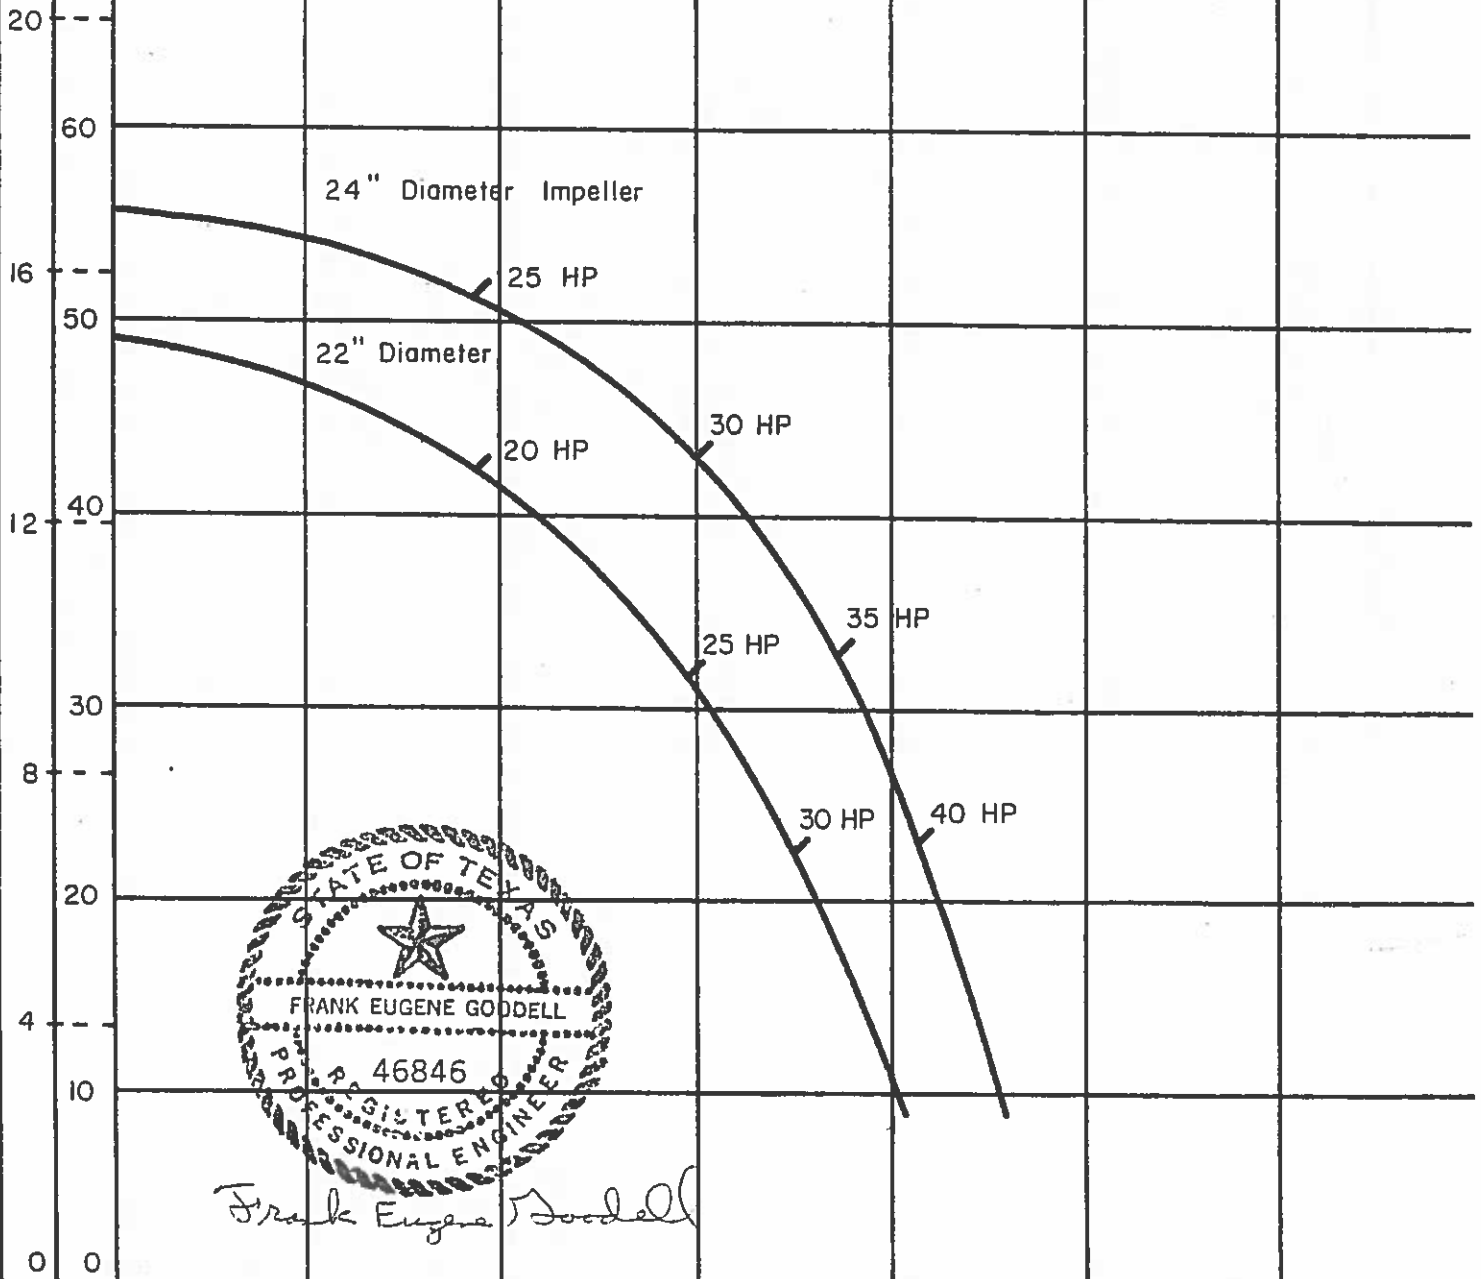 20
60
24" Diameter Impeller
16
25 HP
50
22" Diameter
30 HP
20 HP
40
12
35 HP
25 HP
30
8
30 HP
40 HP
STATE OF TEXAS
20
FRANK EUGENE GOODELL
4
46846
10
REGISTERED
PROFESSIONAL ENGINEER
Frank Eugene Goodell
0 0